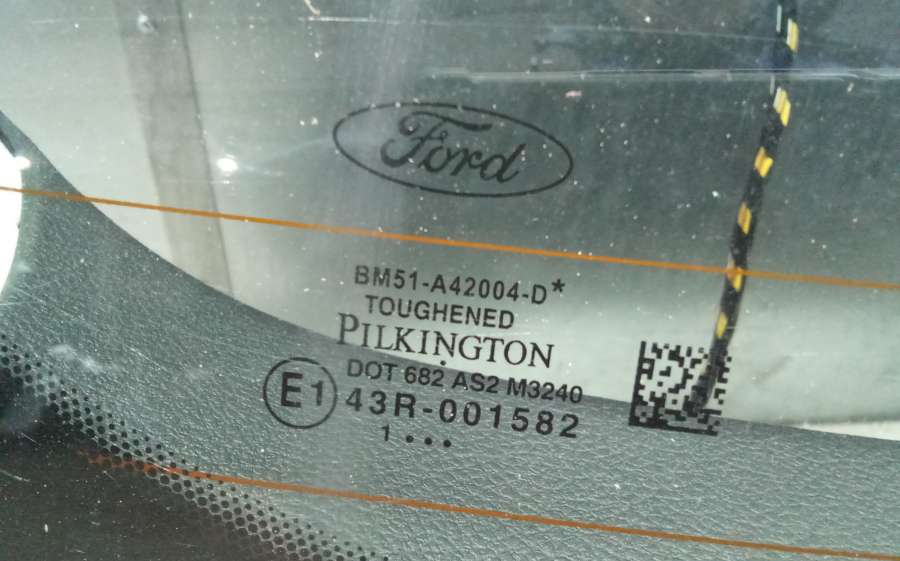 Ford
BM51-A42004-D*
TOUGHENED
PILKINGTON
DOT 682 AS2 M3240
E1 43R-001582
1 •••